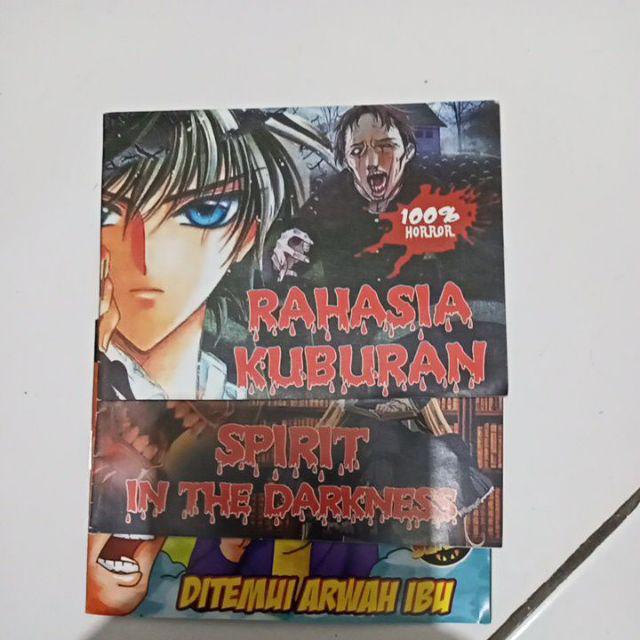 100%
HORROR
RAHASIA
KUBURAN
SPIRIT
IN THE DARKNESS
DITEMUI ARWAH IBU